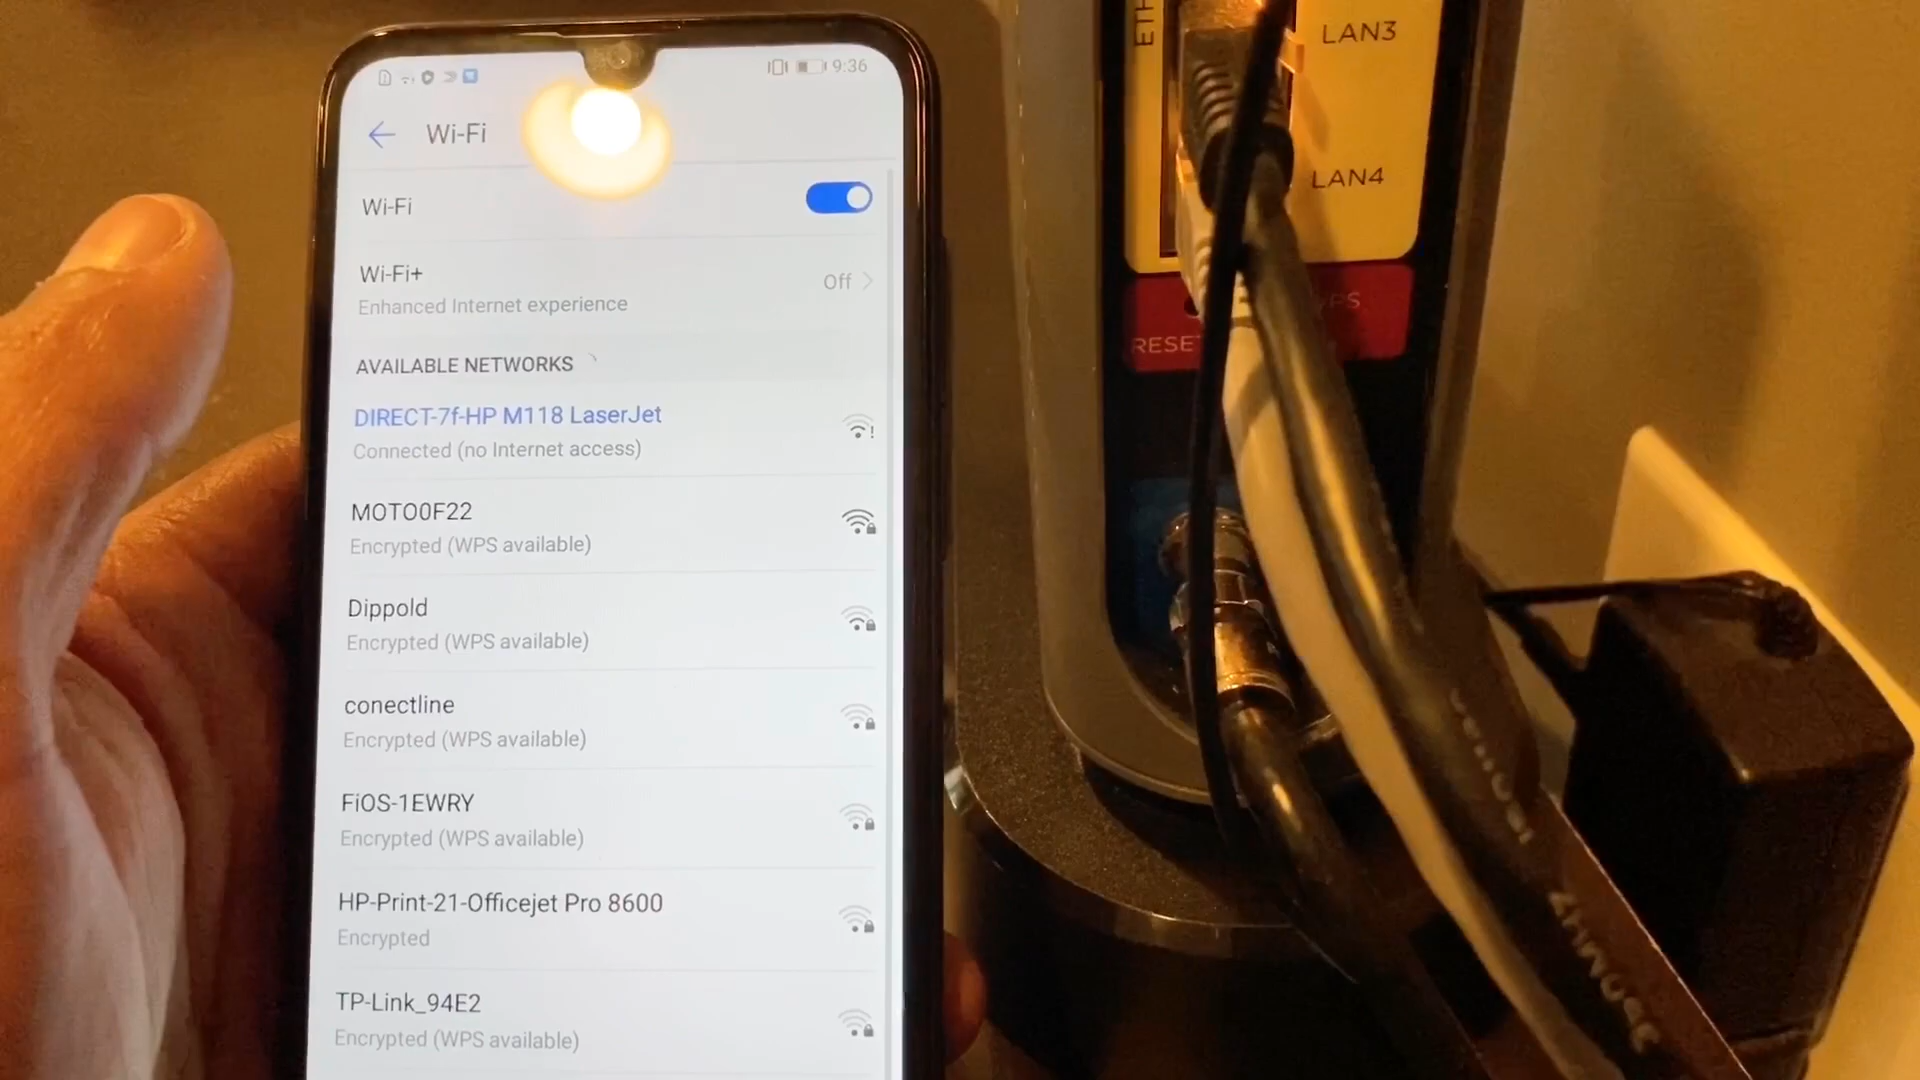 9:36
Wi-Fi
Wi-Fi
Wi-Fi+
Off
Enhanced Internet experience
AVAILABLE NETWORKS
DIRECT-7f-HP M118 LaserJet
Connected (no Internet access)
MOTO0F22
Encrypted (WPS available)
Dippold
Encrypted (WPS available)
conectline
Encrypted (WPS available)
FiOS-1EWRY
Encrypted (WPS available)
HP-Print-21-Officejet Pro 8600
Encrypted
TP-Link_94E2
Encrypted (WPS available)
ETH
LAN3
LAN4
WPS
RESET